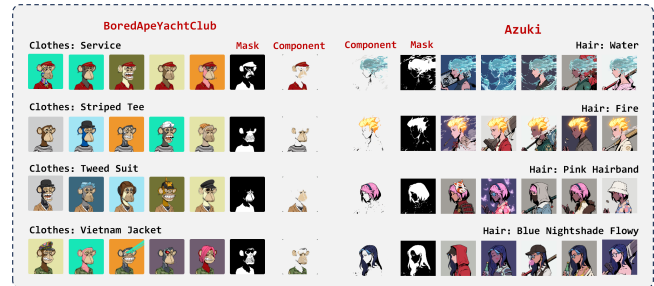 BoredApeYachtClub
Azuki
Clothes: Service
Mask
Component
Component
Mask
Hair: Water
Clothes: Striped Tee
Hair: Fire
Clothes: Tweed Suit
Hair: Pink Hairband
Clothes: Vietnam Jacket
Hair: Blue Nightshade Flowy